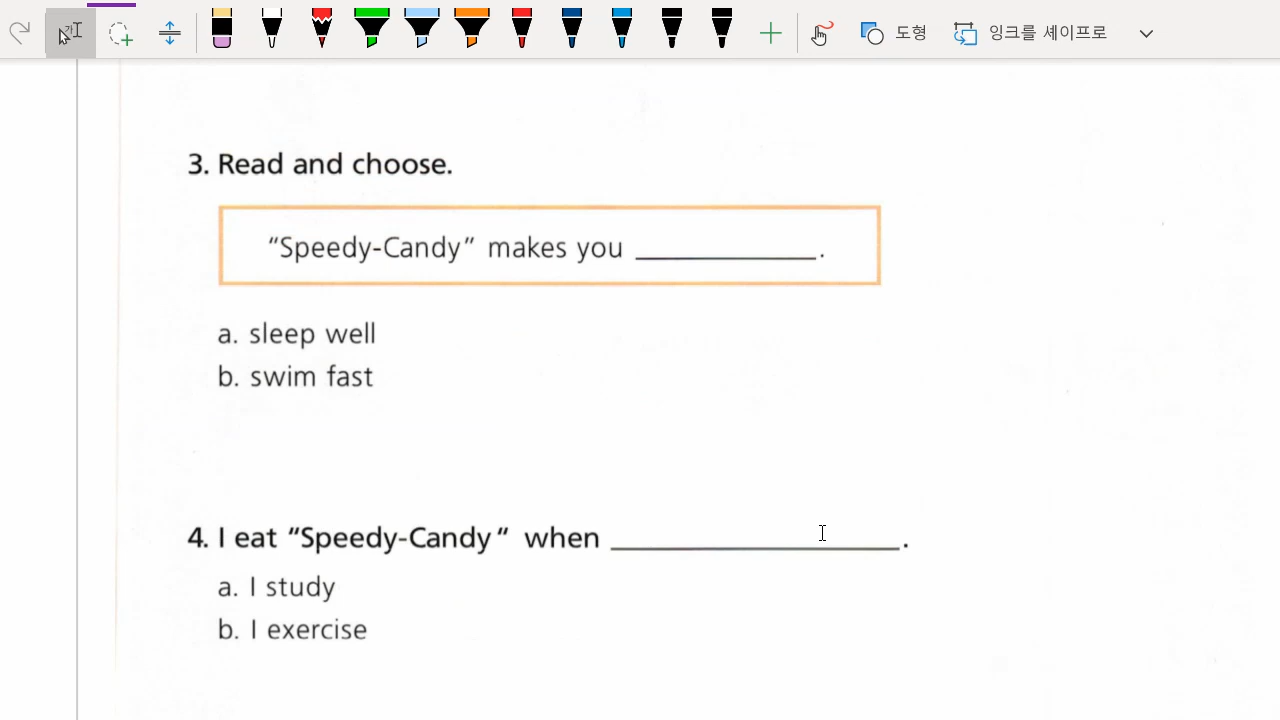 도형 잉크를 셰이프로
3. Read and choose.
“Speedy-Candy” makes you __________.
a. sleep well
b. swim fast
4. I eat “Speedy-Candy“ when ________________.
a. I study
b. I exercise